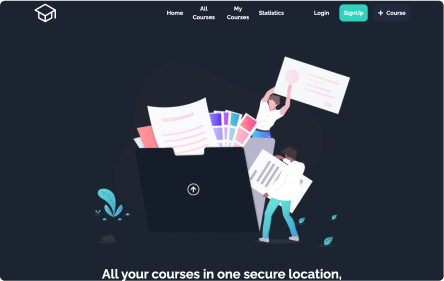 Home
All
Courses
My
Courses
Statistics
Login
SignUp
+ Course
All your courses in one secure location,